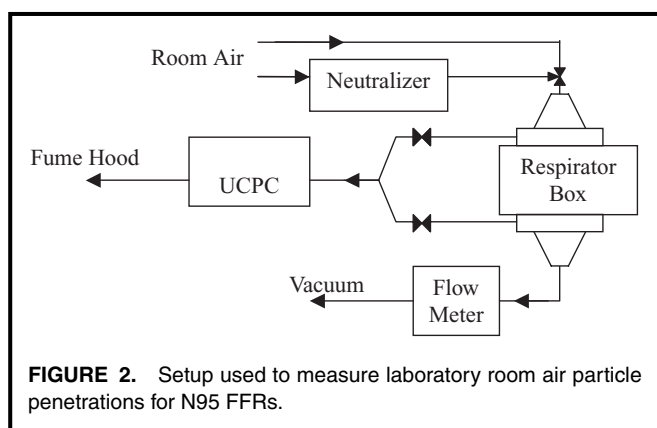 Room Air
Neutralizer
Fume Hood
UCPC
Respirator
Box
Vacuum
Flow
Meter
FIGURE 2. Setup used to measure laboratory room air particle
penetrations for N95 FFRs.